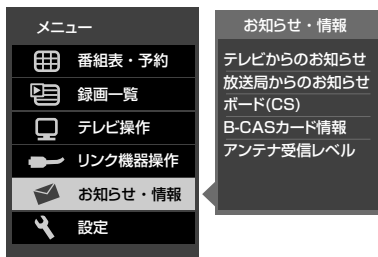 メニュー
番組表・予約
録画一覧
テレビ操作
リンク機器操作
お知らせ・情報
設定
お知らせ・情報
テレビからのお知らせ
放送局からのお知らせ
ボード(CS)
B-CASカード情報
アンテナ受信レベル